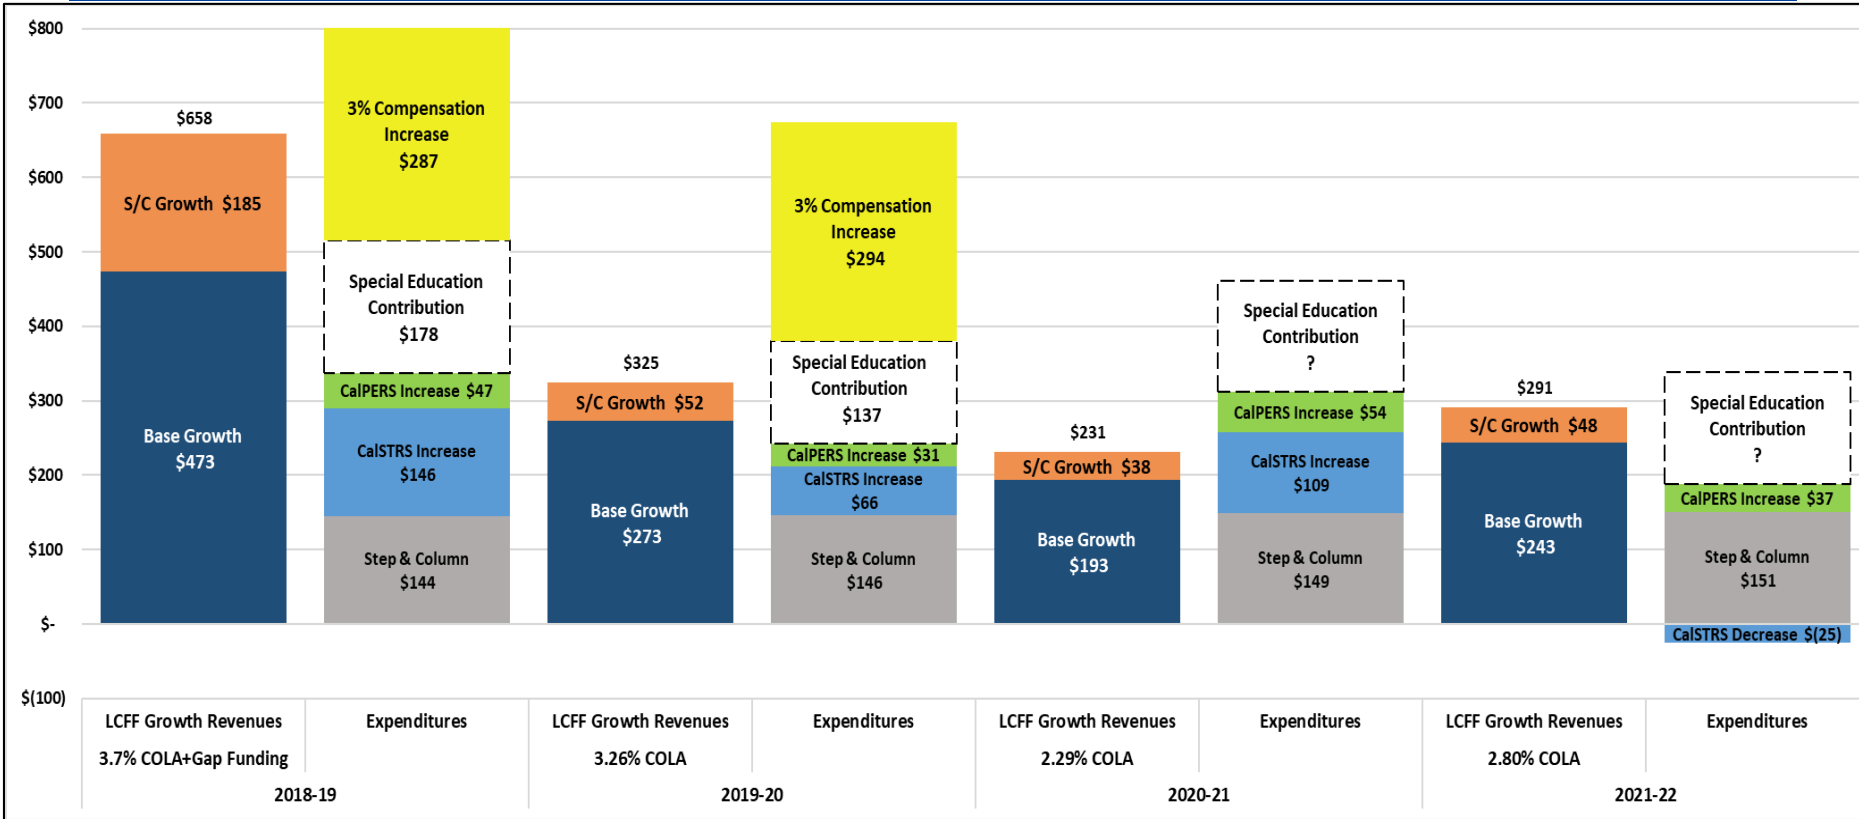 $800
$700
$600
$500
$400
$300
$200
$100
$-
$(100)
$658
S/C Growth $185
Base Growth
$473
3% Compensation
Increase
$287
Special Education
Contribution
$178
CalPERS Increase $47
CalSTRS Increase
$146
Step & Column
$144
$325
S/C Growth $52
Base Growth
$273
3% Compensation
Increase
$294
Special Education
Contribution
$137
CalPERS Increase $31
CalSTRS Increase
$66
Step & Column
$146
$231
S/C Growth $38
Base Growth
$193
Special Education
Contribution
?
CalPERS Increase $54
CalSTRS Increase
$109
Step & Column
$149
$291
S/C Growth $48
Base Growth
$243
Special Education
Contribution
?
CalPERS Increase $37
Step & Column
$151
CalSTRS Decrease $(25)
LCFF Growth Revenues
3.7% COLA+Gap Funding
Expenditures
2018-19
LCFF Growth Revenues
3.26% COLA
Expenditures
2019-20
LCFF Growth Revenues
2.29% COLA
Expenditures
2020-21
LCFF Growth Revenues
2.80% COLA
Expenditures
2021-22